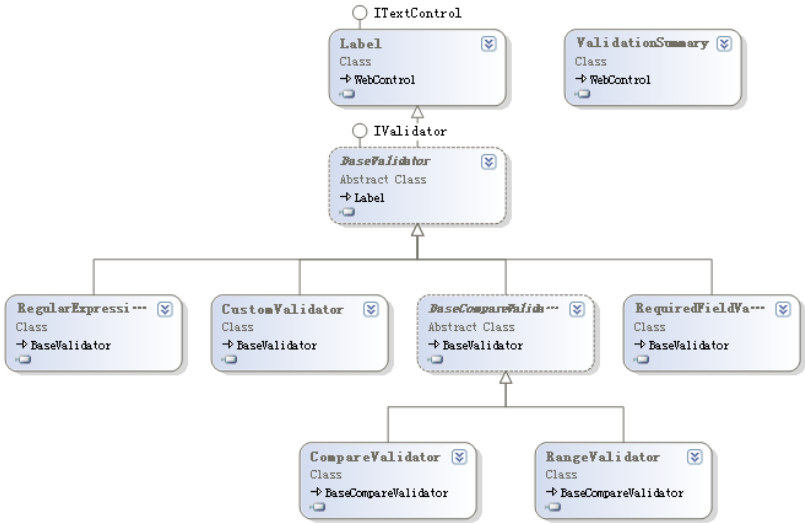 ITextControl
Label
Class
WebControl
ValidationSummary
Class
WebControl
IValidator
BaseValidator
Abstract Class
Label
RegularExpressi...
Class
BaseValidator
CustomValidator
Class
BaseValidator
BaseCompareValida...
Abstract Class
BaseValidator
RequiredFieldVa...
Class
BaseValidator
CompareValidator
Class
BaseCompareValidator
RangeValidator
Class
BaseCompareValidator